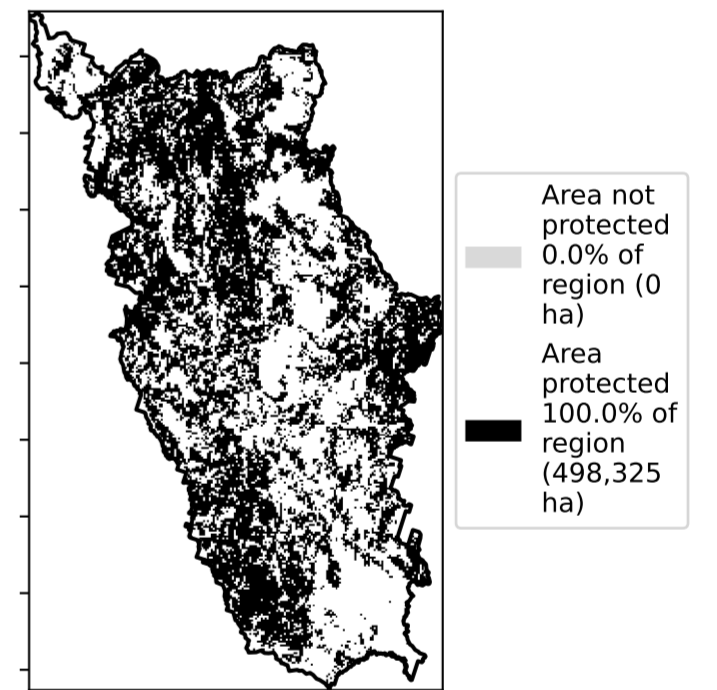 Area not
protected
0.0% of
region (0
ha)
Area
protected
100.0% of
region
(498,325
ha)